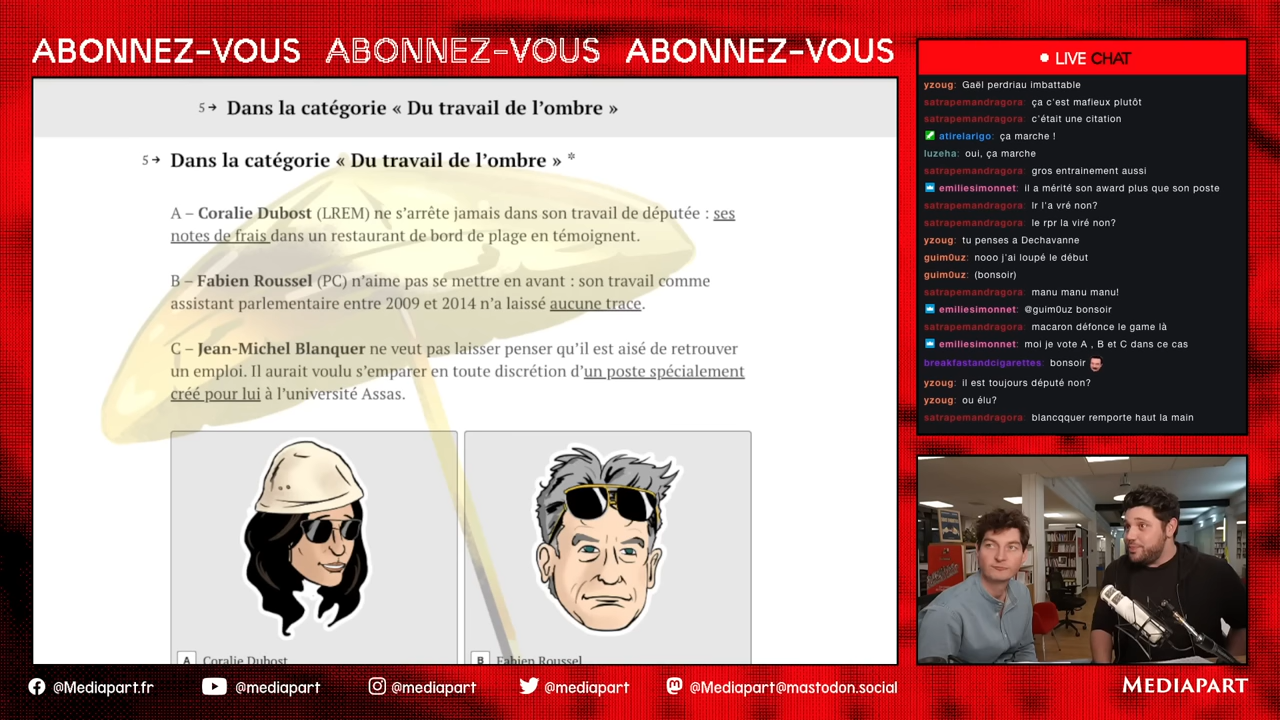 ABONNEZ-VOUS ABONNEZ-VOUS ABONNEZ-VOUS
5→ Dans la catégorie « Du travail de l’ombre »
5→ Dans la catégorie « Du travail de l’ombre » *
A – Coralie Dubost (LREM) ne s’arrête jamais dans son travail de députée : ses
notes de frais dans un restaurant de bord de plage en témoignent.
B – Fabien Roussel (PC) n’aime pas se mettre en avant : son travail comme
assistant parlementaire entre 2009 et 2014 n’a laissé aucune trace.
C – Jean-Michel Blanquer ne veut pas laisser penser qu’il est aisé de retrouver
un emploi. Il aurait voulu s’emparer en toute discrétion d’un poste spécialement
créé pour lui à l’université Assas.
A Coralie Dubost
B Fabien Roussel
LIVE CHAT
yzoug: Gaël perdriau imbattable
satrapemandragora: ça c'est mafieux plutôt
satrapemandragora: c'était une citation
atirelarigo: ça marche !
luzeha: oui, ça marche
satrapemandragora: gros entrainement aussi
emiliesimonnet: il a mérité son award plus que son poste
satrapemandragora: lr l'a vré non?
satrapemandragora: le rpr la viré non?
yzoug: tu penses a Dechavanne
guim0uz: nooo j'ai loupé le début
guim0uz: (bonsoir)
satrapemandragora: manu manu manu!
emiliesimonnet: @guim0uz bonsoir
satrapemandragora: macaron défonce le game là
emiliesimonnet: moi je vote A , B et C dans ce cas
breakfastandcigarettes: bonsoir
yzoug: il est toujours député non?
yzoug: ou élu?
satrapemandragora: blancqquer remporte haut la main
@Mediapart.fr @mediapart @mediapart @mediapart @Mediapart@mastodon.social
MEDIAPART